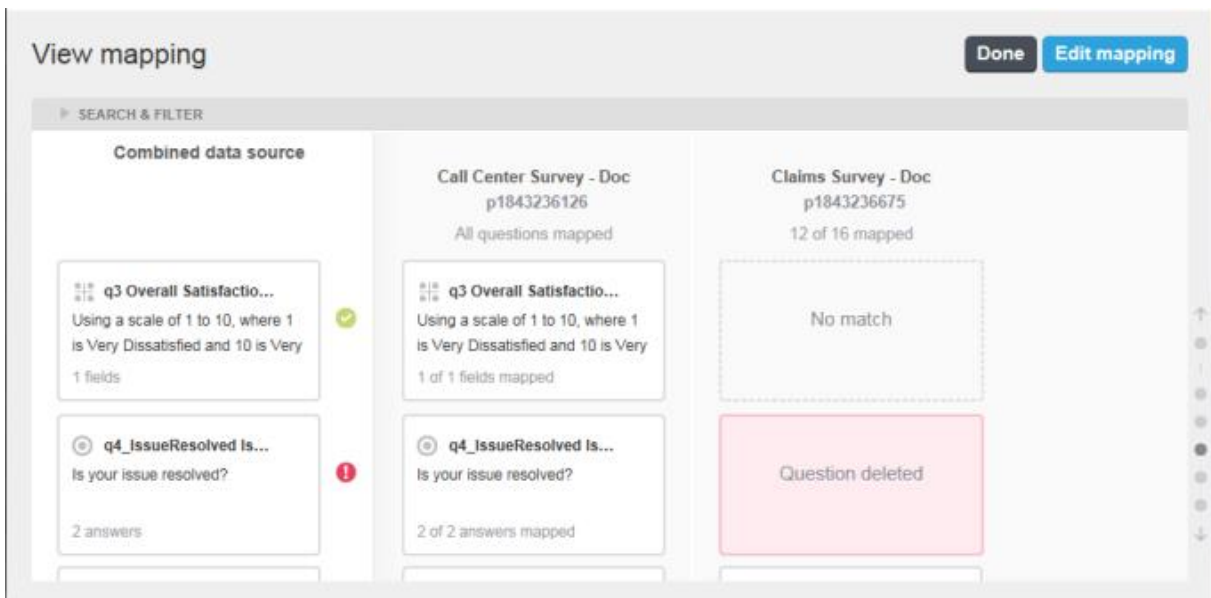 View mapping
Done
Edit mapping
SEARCH & FILTER
Combined data source
Call Center Survey - Doc
p1843236126
All questions mapped
Claims Survey - Doc
p1843236675
12 of 16 mapped
q3 Overall Satisfactio...
Using a scale of 1 to 10, where 1
is Very Dissatisfied and 10 is Very
1 fields
q3 Overall Satisfactio...
Using a scale of 1 to 10, where 1
is Very Dissatisfied and 10 is Very
1 of 1 fields mapped
No match
q4_IssueResolved Is...
Is your issue resolved?
2 answers
q4_IssueResolved Is...
Is your issue resolved?
2 of 2 answers mapped
Question deleted